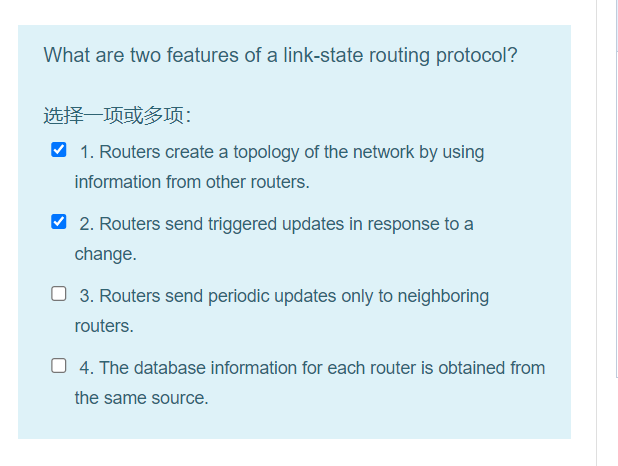 What are two features of a link-state routing protocol?
选择一项或多项:
1. Routers create a topology of the network by using
information from other routers.
2. Routers send triggered updates in response to a
change.
3. Routers send periodic updates only to neighboring
routers.
4. The database information for each router is obtained from
the same source.